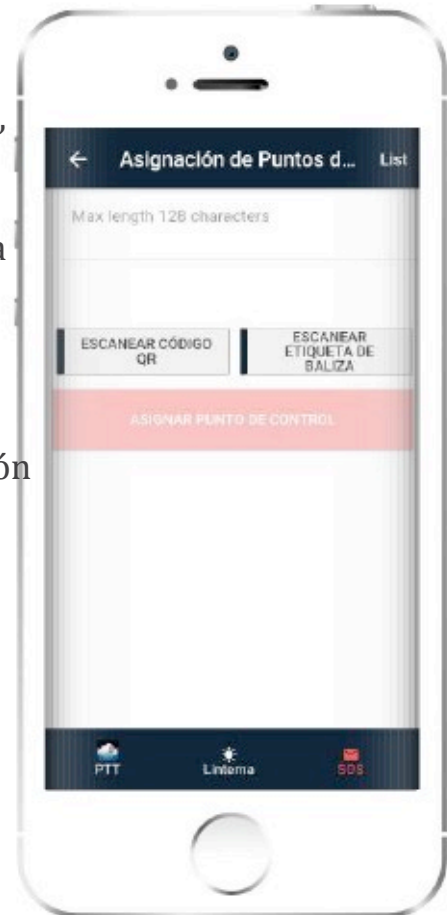 ,
← Asignación de Puntos d... List
Max length 128 characters
a
ESCANEAR CÓDIGO
QR
ESCANEAR
ETIQUETA DE
BALIZA
ASIGNAR PUNTO DE CONTROL
ón
PTT Linterna SOS